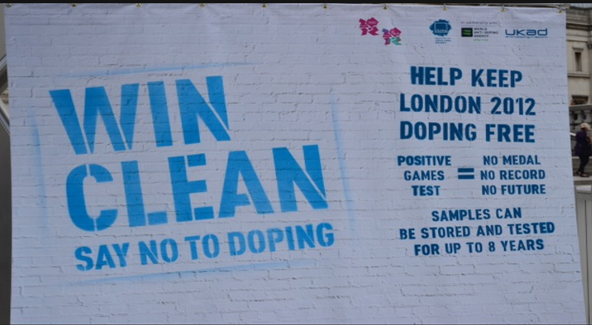 ukad
WIN
CLEAN
SAY NO TO DOPING
HELP KEEP
LONDON 2012
DOPING FREE
POSITIVE
GAMES
TEST
=
NO MEDAL
NO RECORD
NO FUTURE
SAMPLES CAN
BE STORED AND TESTED
FOR UP TO 8 YEARS